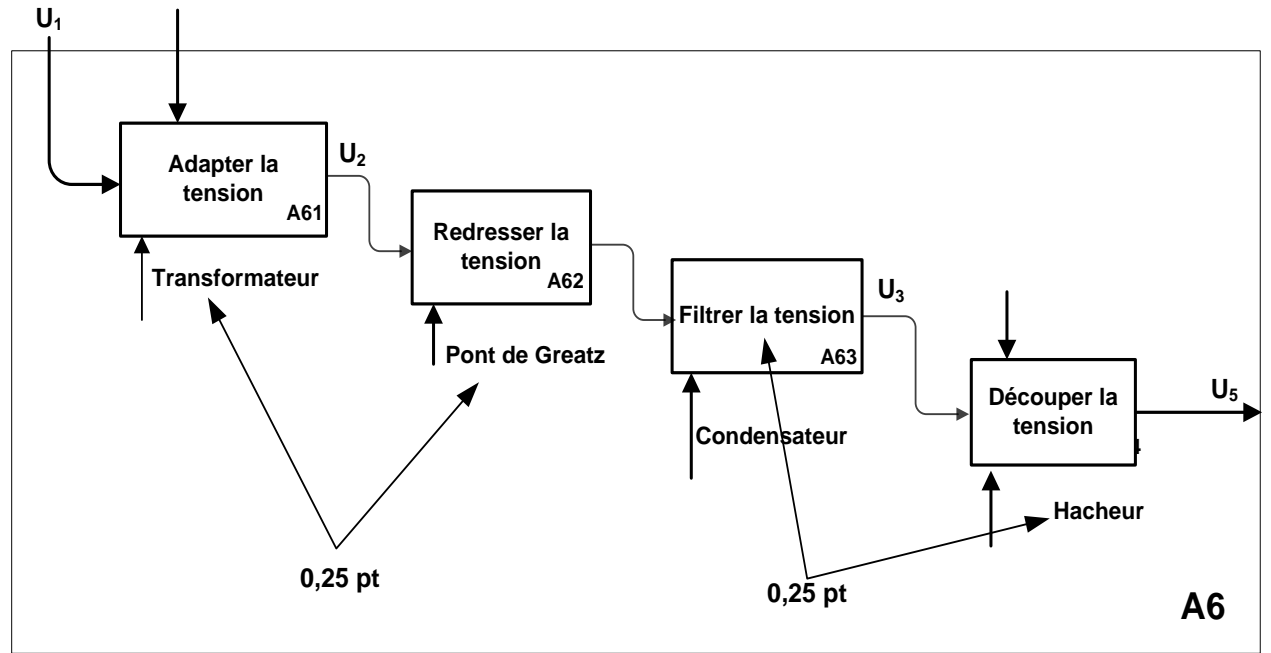 U₁
Adapter la
tension
A61
U₂
Transformateur
Redresser la
tension
A62
Pont de Greatz
Filtrer la tension
A63
U₃
Condensateur
Découper la
tension
U₅
Hacheur
0,25 pt
0,25 pt
A6